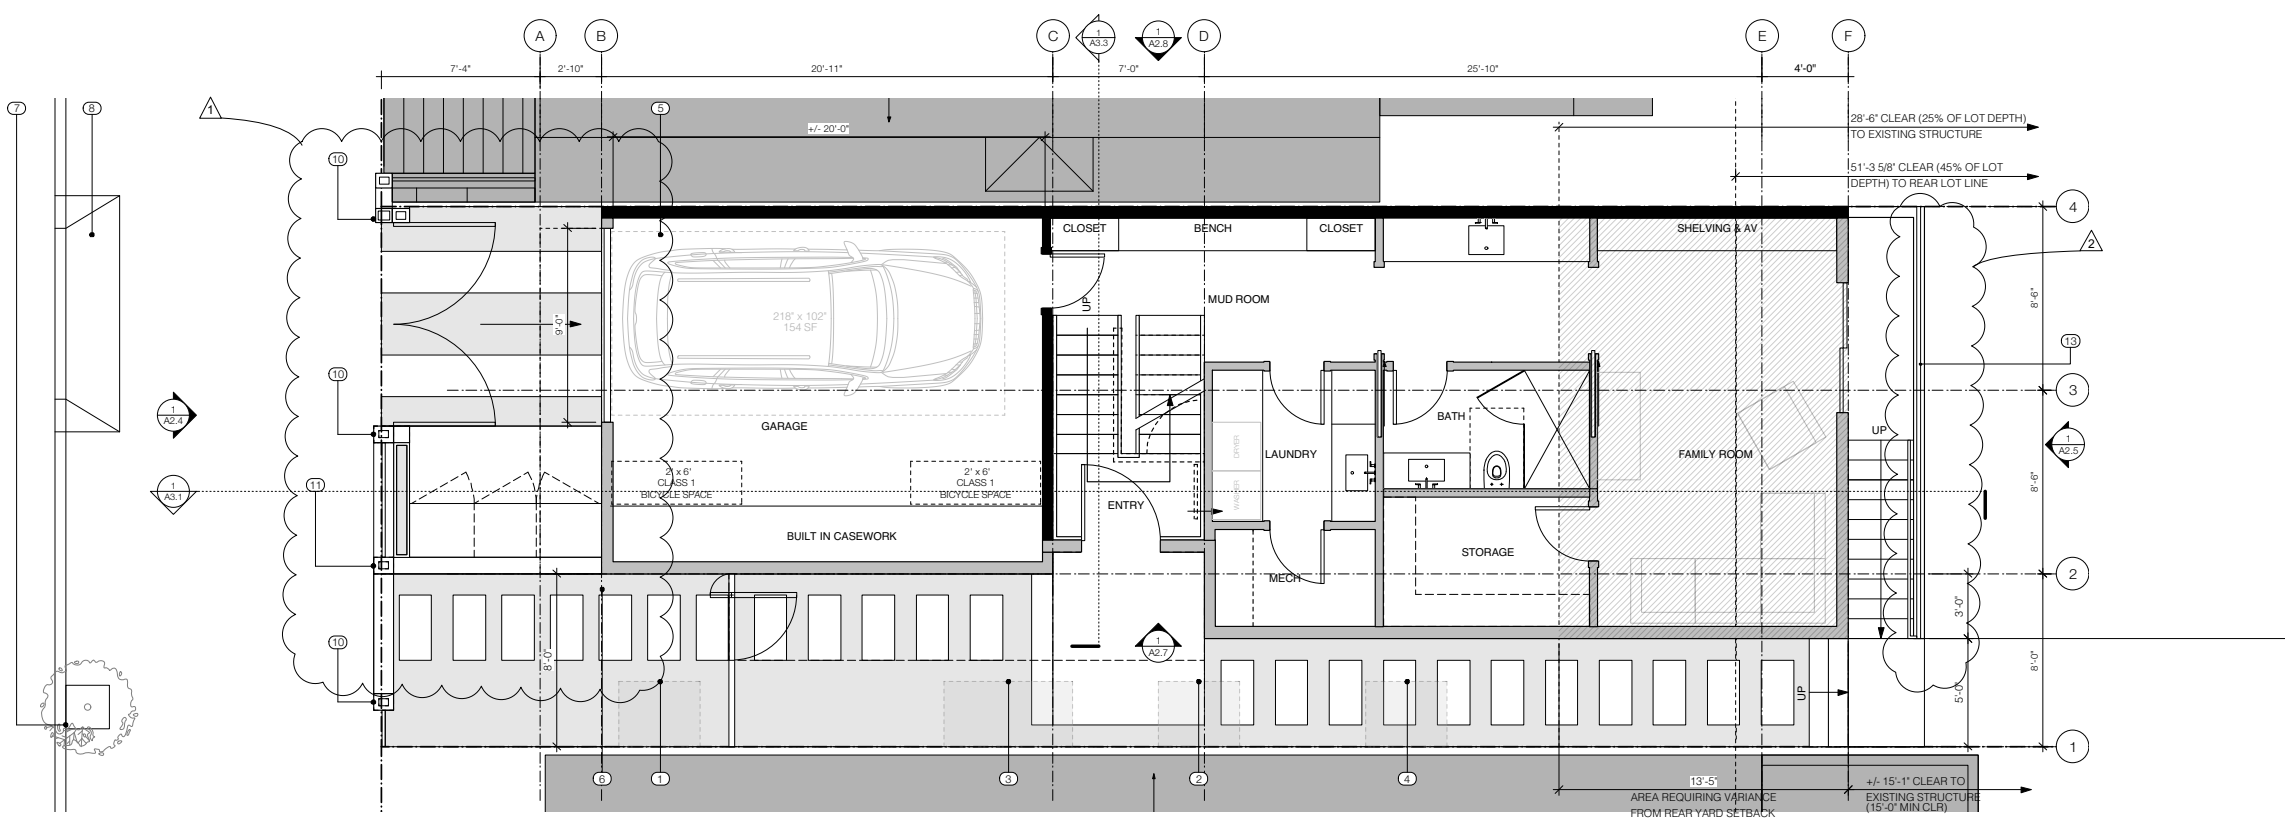 A
B
C
1
A3.3
1
A2.8
D
E
F
7'-4"
2'-10"
20'-11"
7'-0"
25'-10"
4'-0"
7
8
1
5
+/- 20'-0"
28'-6" CLEAR (25% OF LOT DEPTH)
TO EXISTING STRUCTURE
10
51'-3 5/8" CLEAR (45% OF LOT
DEPTH) TO REAR LOT LINE
4
10
CLOSET
BENCH
CLOSET
SHELVING & AV
2
UP
MUD ROOM
8'-6"
218" x 102"
154 SF
9'-0"
13
10
3
1
A2.4
GARAGE
BATH
UP
1
A2.5
DRYER
LAUNDRY
FAMILY ROOM
2' x 6'
CLASS 1
BICYCLE SPACE
2' x 6'
CLASS 1
BICYCLE SPACE
8'-6"
11
1
A3.1
WASHER
ENTRY
BUILT IN CASEWORK
STORAGE
MECH
2
3'-0"
10
8'-0"
1
A2.7
8'-0"
UP
5'-0"
1
6
1
3
2
4
13'-5"
AREA REQUIRING VARIANCE
FROM REAR YARD SETBACK
+/- 15'-1" CLEAR TO
EXISTING STRUCTURE
(15'-0" MIN CLR)